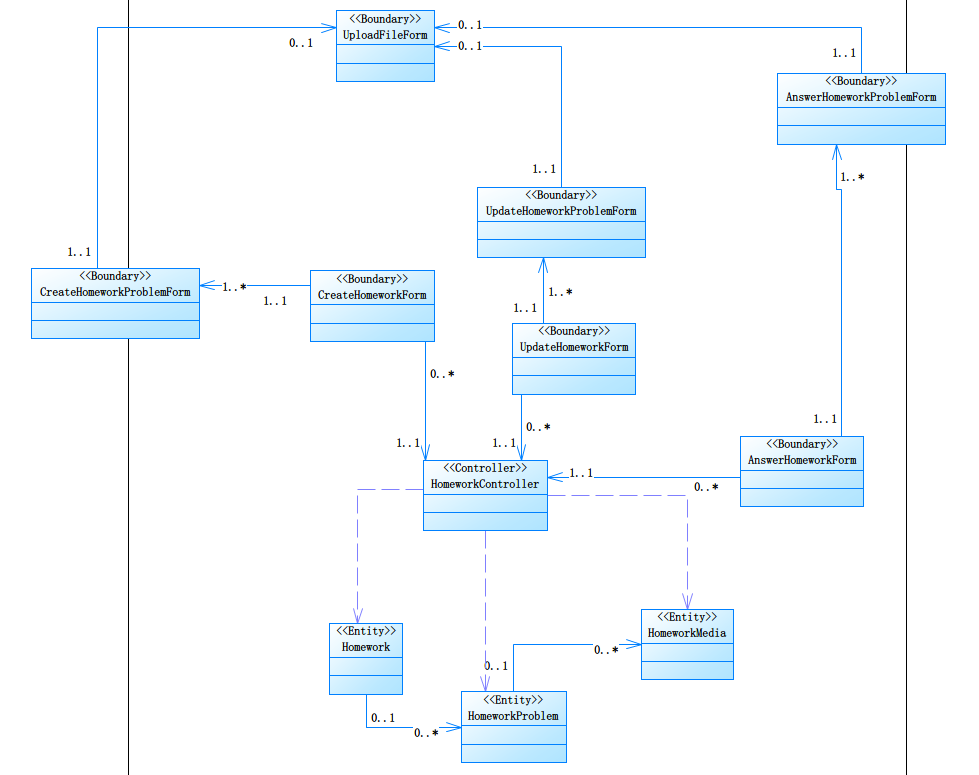 <<Boundary>>
UploadFileForm
0..1
0..1
0..1
1..1
<<Boundary>>
AnswerHomeworkProblemForm
1..*
1..1
<<Boundary>>
UpdateHomeworkProblemForm
1..1
<<Boundary>>
CreateHomeworkProblemForm
1..*
1..1
<<Boundary>>
CreateHomeworkForm
1..*
1..1
<<Boundary>>
UpdateHomeworkForm
0..*
0..*
1..1
1..1
1..1
<<Boundary>>
AnswerHomeworkForm
<<Controller>>
HomeworkController
1..1
0..*
<<Entity>>
HomeworkMedia
<<Entity>>
Homework
0..*
0..1
<<Entity>>
HomeworkProblem
0..1
0..*